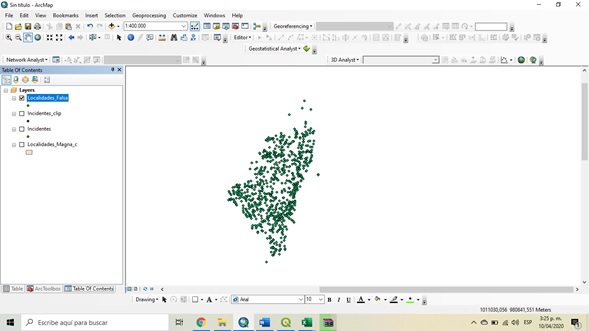 Sin título - ArcMap
File Edit View Bookmarks Insert Selection Geoprocessing Customize Windows Help
1:400.000
Georeferencing
Editor
Geostatistical Analyst
Network Analyst
3D Analyst
Table Of Contents
Layers
Localidades_Falsa
Incidentes_clip
Incidentes
Localidades_Magna_c
Table ArcToolbox Table Of Contents
Drawing
Arial 10 B I U A
1011030,056 980841,551 Meters
Escribe aquí para buscar
ESP
3:25 p. m.
10/04/2020